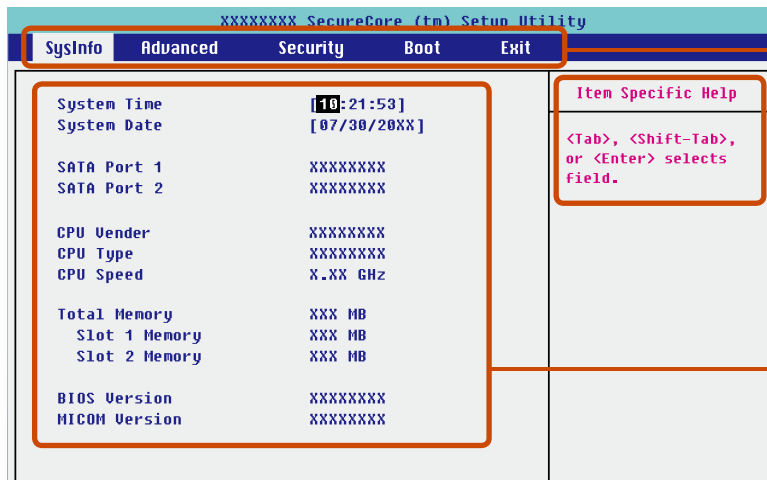 XXXXXXXX SecureCore (tm) Setup Utility
SysInfo Advanced Security Boot Exit
System Time [10:21:53]
System Date [07/30/20XX]
SATA Port 1 XXXXXXXX
SATA Port 2 XXXXXXXX
CPU Vender XXXXXXXX
CPU Type XXXXXXXX
CPU Speed X.XX GHz
Total Memory XXX MB
Slot 1 Memory XXX MB
Slot 2 Memory XXX MB
BIOS Version XXXXXXXX
MICOM Version XXXXXXXX
Item Specific Help
<Tab>, <Shift-Tab>,
or <Enter> selects
field.